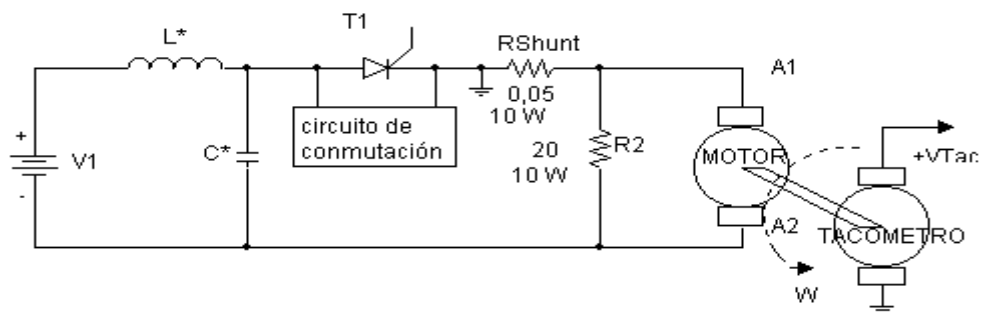 T1
L*
RShunt
A1
0,05
10 W
circuito de
conmutación
+
V1
-
C*
20
10 W
R2
MOTOR
+VTac
A2
TACOMETRO
W